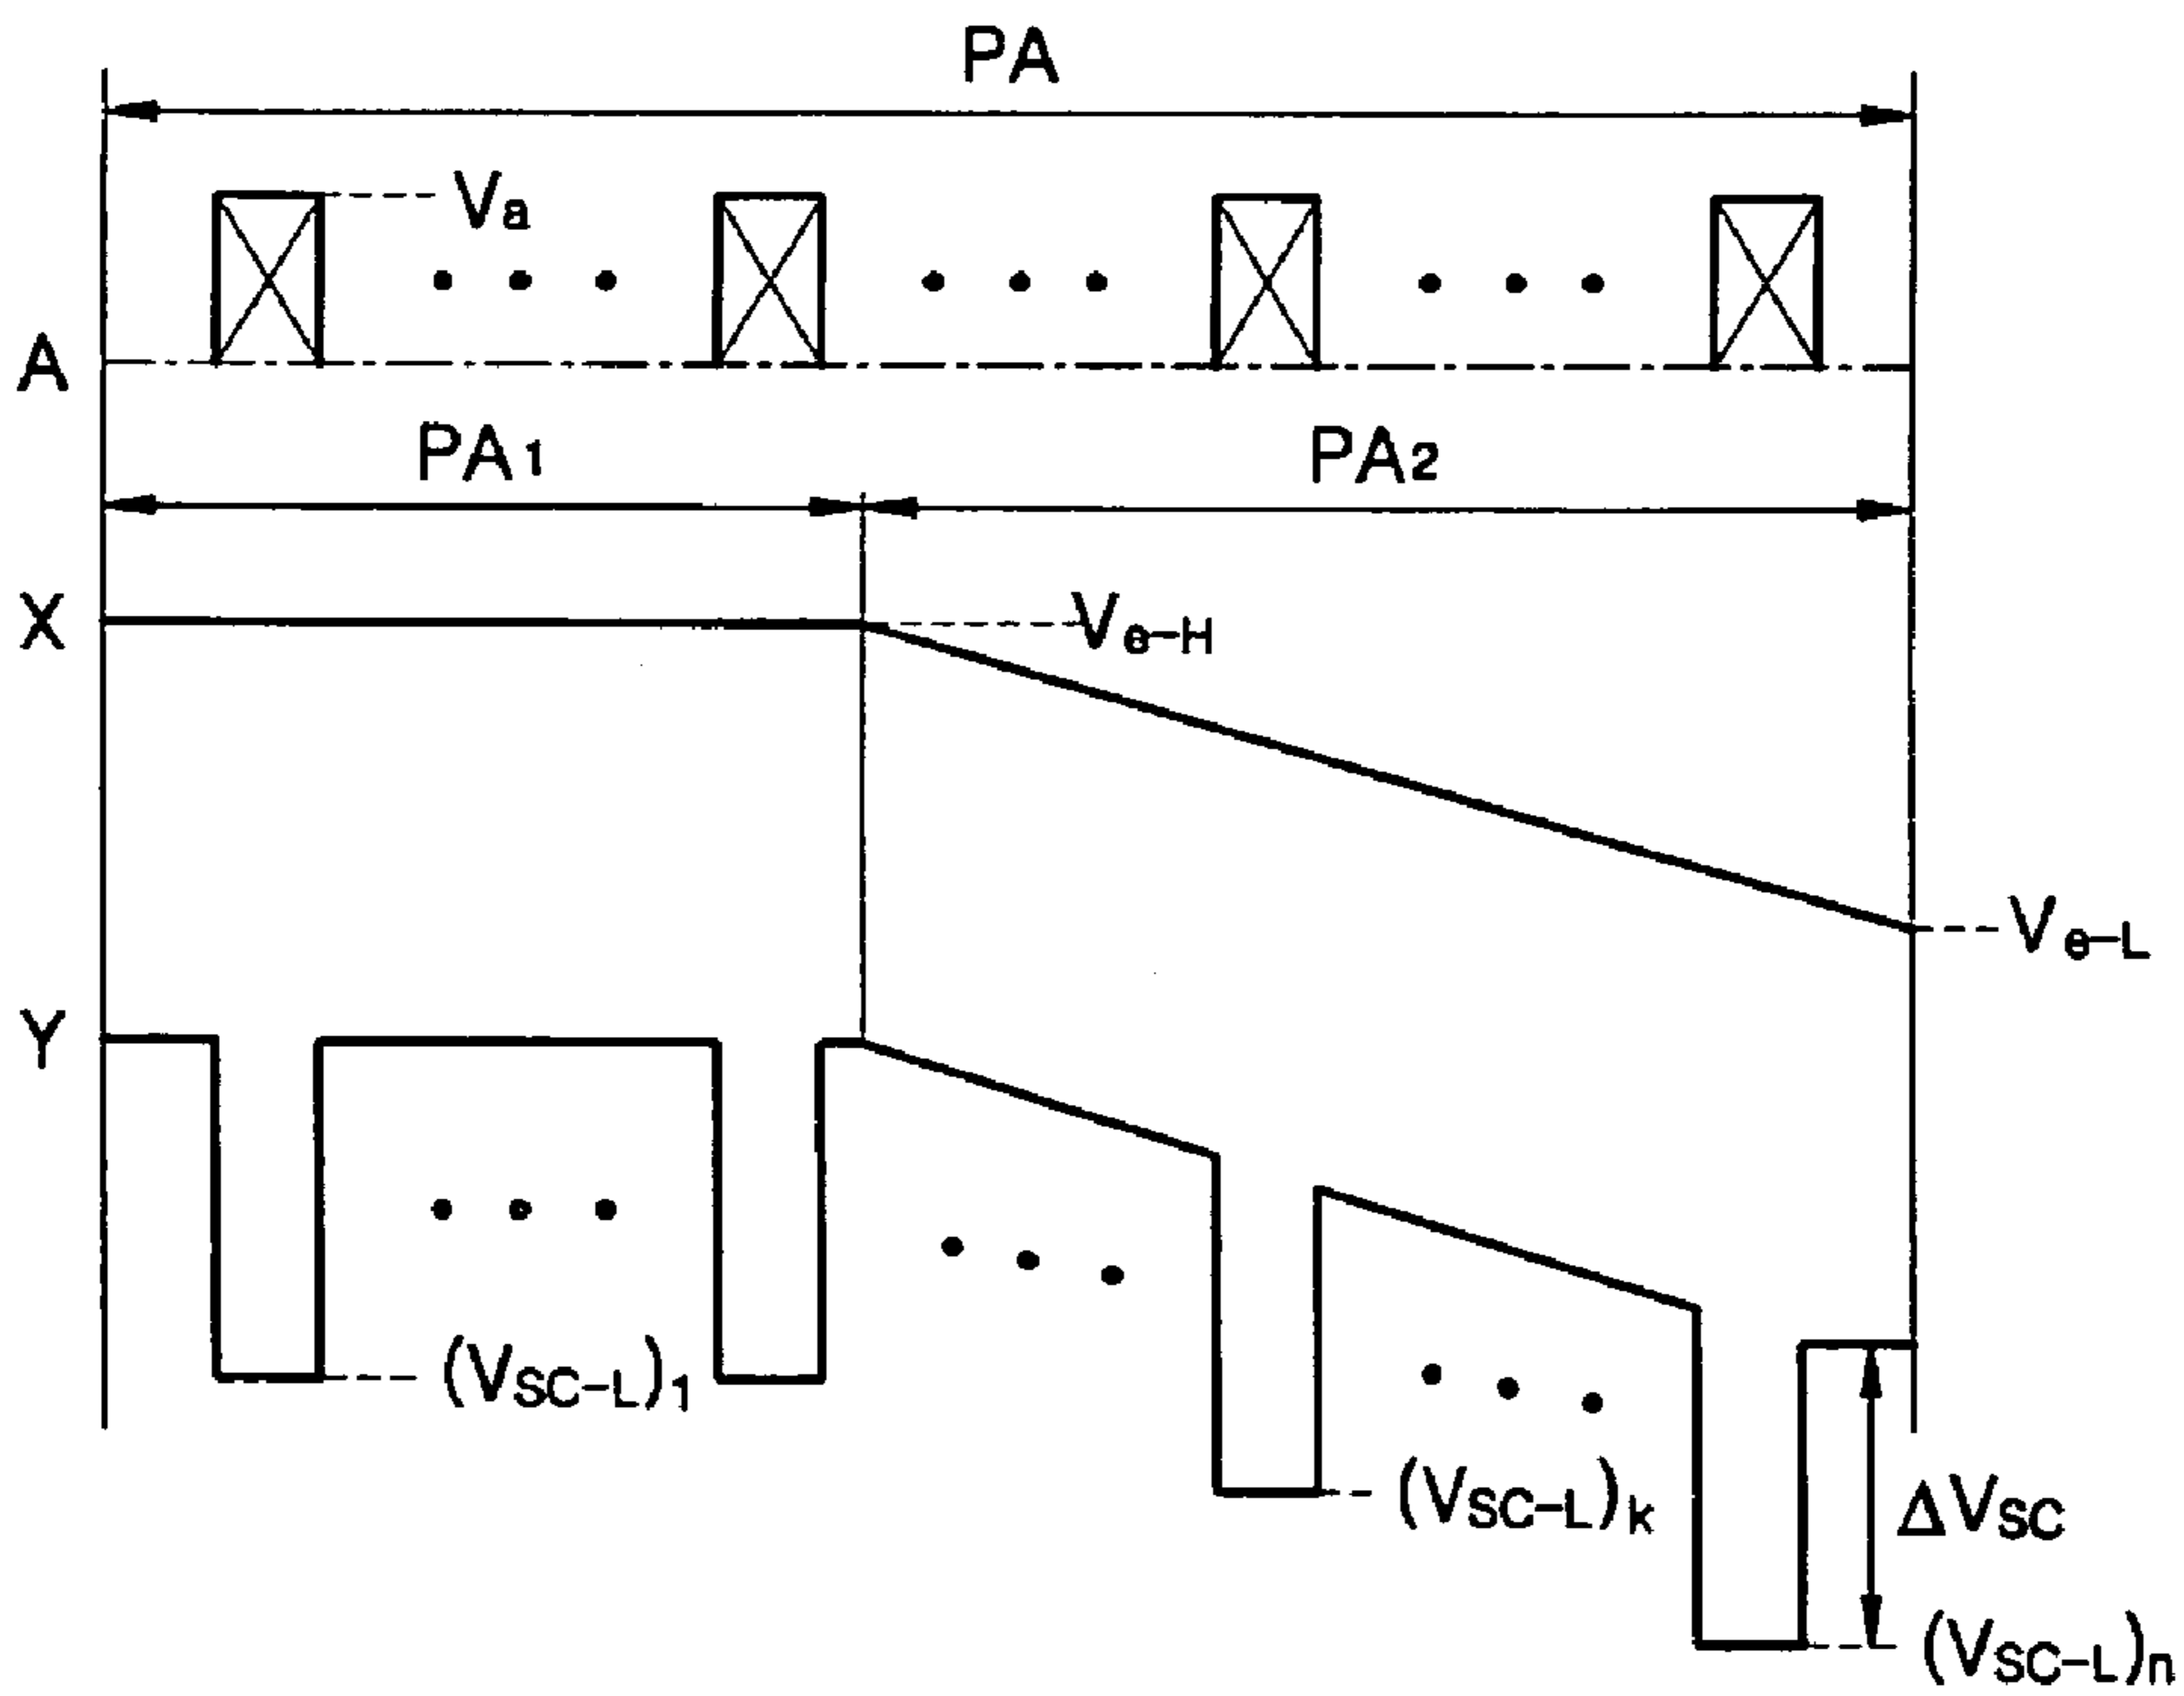 PA
Va
A
PA1 PA2
X Ve-H
Ve-L
Y
(VSC-L)1
(VSC-L)k
ΔVSC
(VSC-L)n